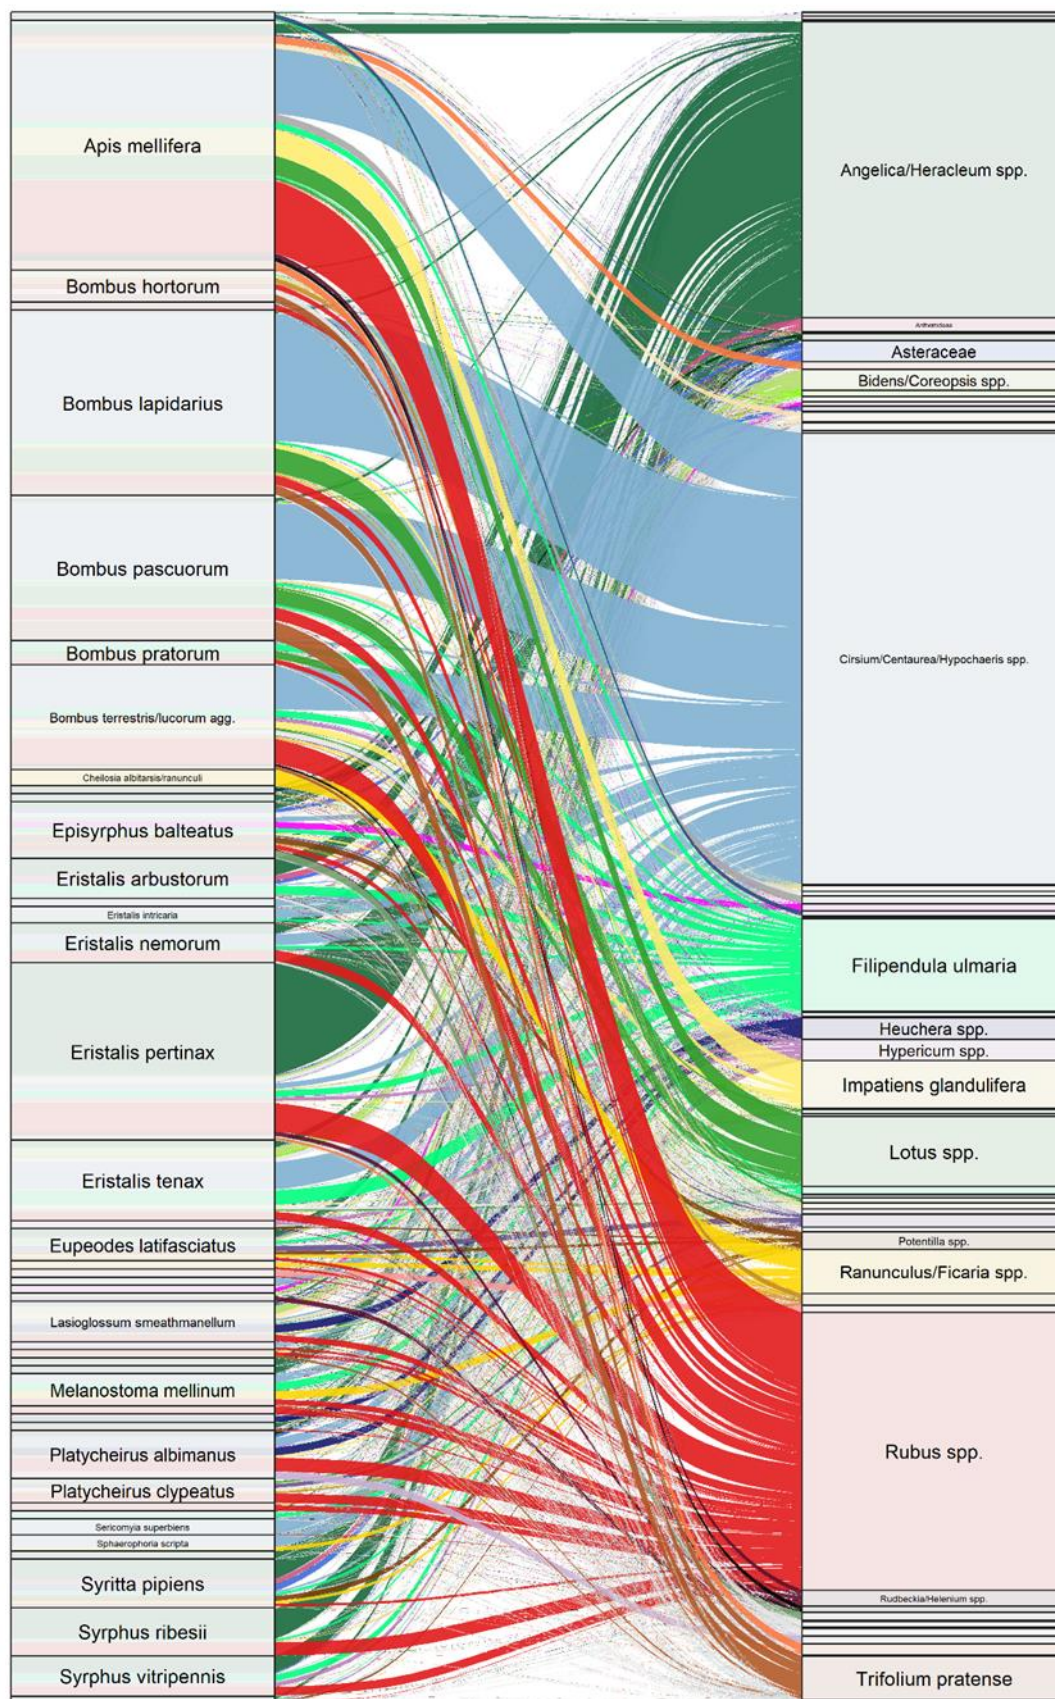 Apis mellifera
Bombus hortorum
Bombus lapidarius
Bombus pascuorum
Bombus pratorum
Bombus terrestris/lucorum agg.
Cheilosia albitarsis/ranunculi
Episyrphus balteatus
Eristalis arbustorum
Eristalis intricaria
Eristalis nemorum
Eristalis pertinax
Eristalis tenax
Eupeodes latifasciatus
Lasioglossum smeathmanellum
Melanostoma mellinum
Platycheirus albimanus
Platycheirus clypeatus
Sericomyia superbiens
Sphaerophoria scripta
Syritta pipiens
Syrphus ribesii
Syrphus vitripennis
Angelica/Heracleum spp.
Anthemideae
Asteraceae
Bidens/Coreopsis spp.
Cirsium/Centaurea/Hypochaeris spp.
Filipendula ulmaria
Heuchera spp.
Hypericum spp.
Impatiens glandulifera
Lotus spp.
Potentilla spp.
Ranunculus/Ficaria spp.
Rubus spp.
Rudbeckia/Helenium spp.
Trifolium pratense